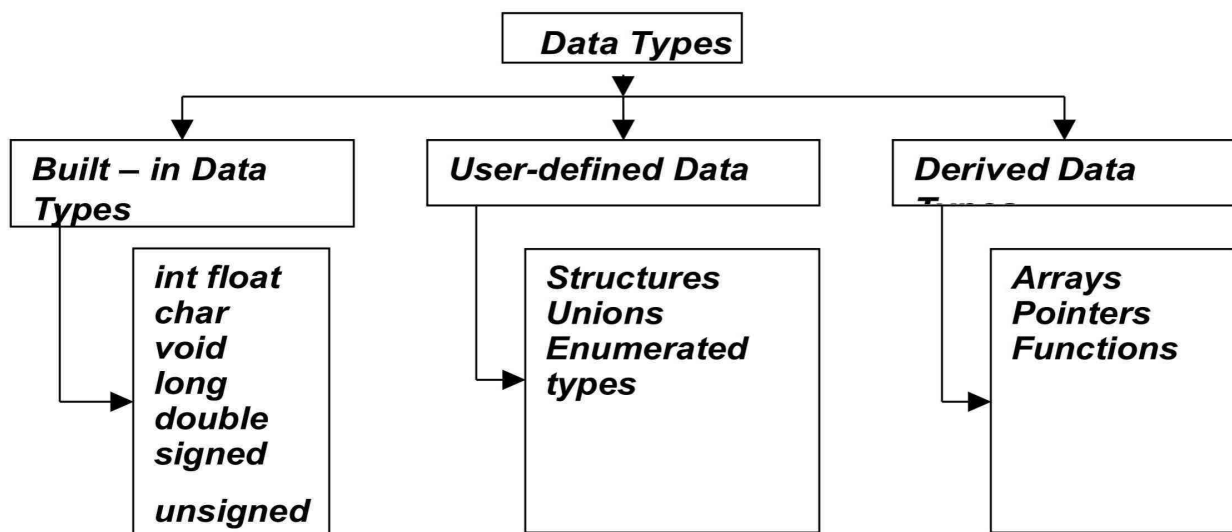 Data Types
Built – in Data
Types
User-defined Data
Derived Data
Types
int float
char
void
long
double
signed
unsigned
Structures
Unions
Enumerated
types
Arrays
Pointers
Functions